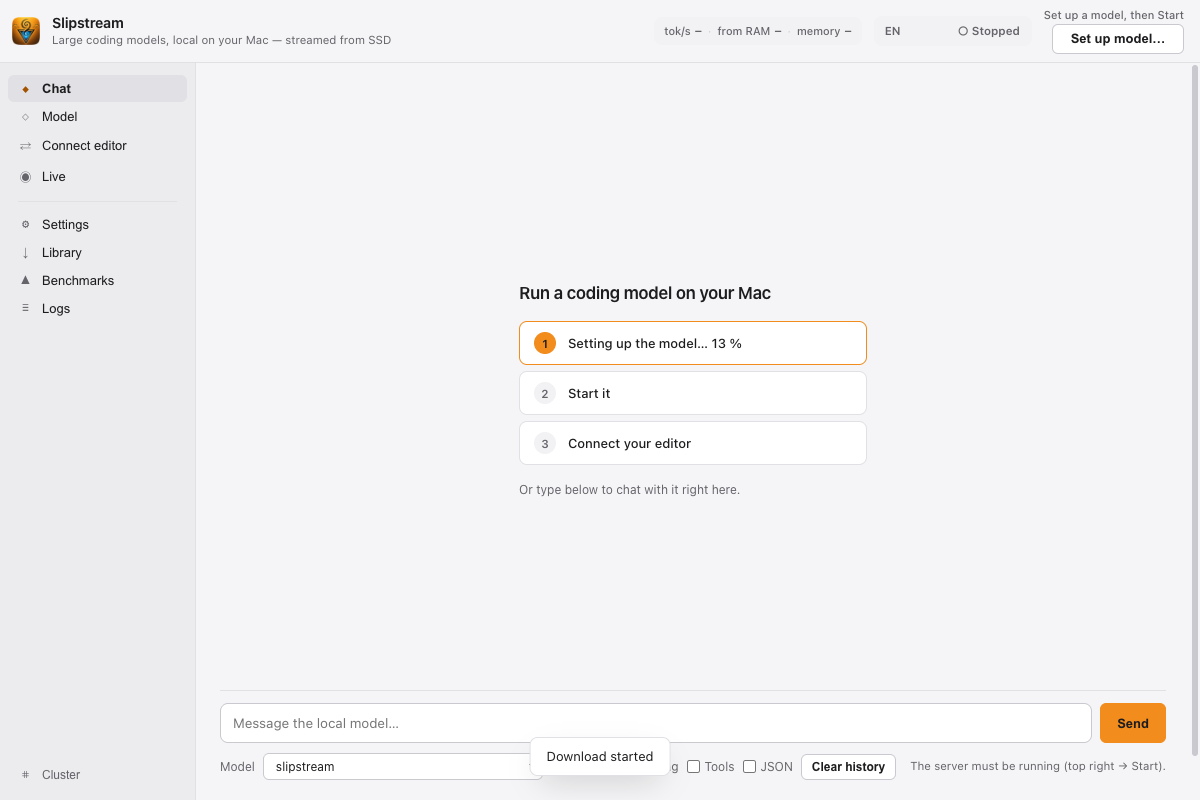 Slipstream
Large coding models, local on your Mac — streamed from SSD
tok/s – · from RAM – · memory –
EN
Stopped
Set up a model, then Start
Set up model…
Chat
Model
Connect editor
Live
Settings
Library
Benchmarks
Logs
Cluster
Run a coding model on your Mac
1 Setting up the model… 13 %
2 Start it
3 Connect your editor
Or type below to chat with it right here.
Message the local model…
Send
Model slipstream
Download started
Tools
JSON
Clear history
The server must be running (top right → Start).